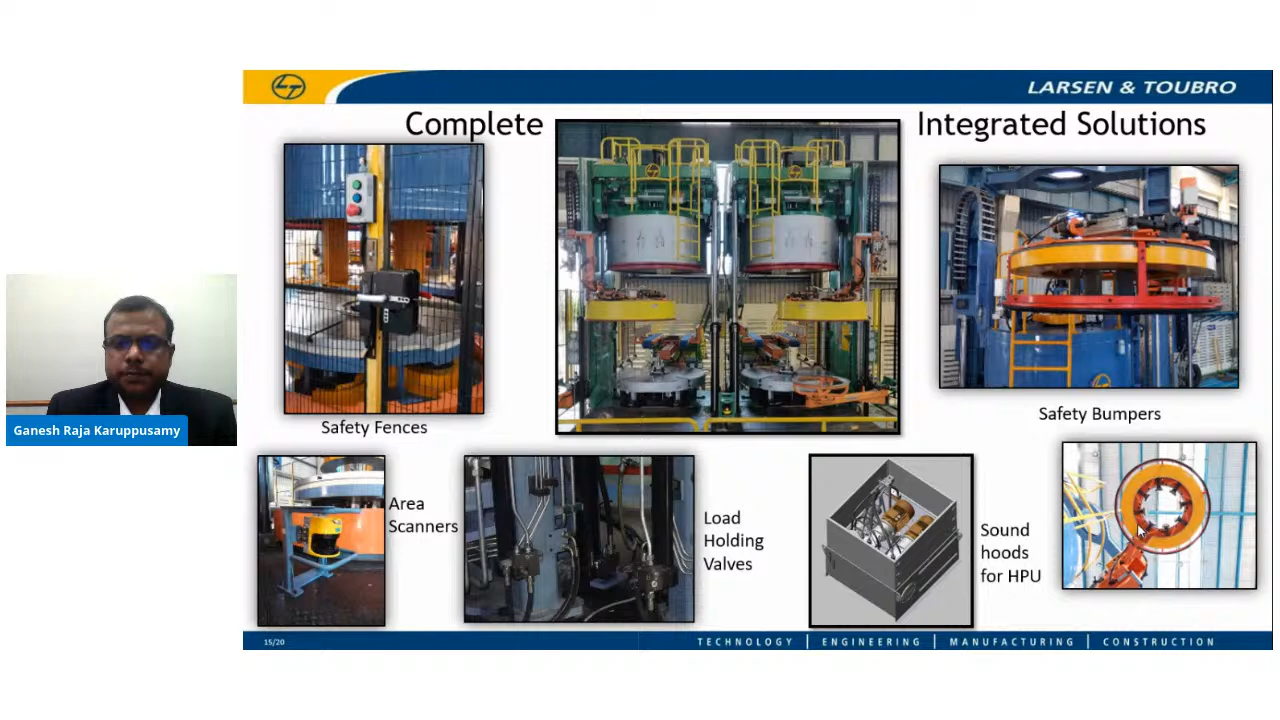 LARSEN & TOUBRO
Complete
Integrated Solutions
Safety Fences
Safety Bumpers
Area
Scanners
Load
Holding
Valves
Sound
hoods
for HPU
Ganesh Raja Karuppusamy
15/20
TECHNOLOGY | ENGINEERING | MANUFACTURING | CONSTRUCTION